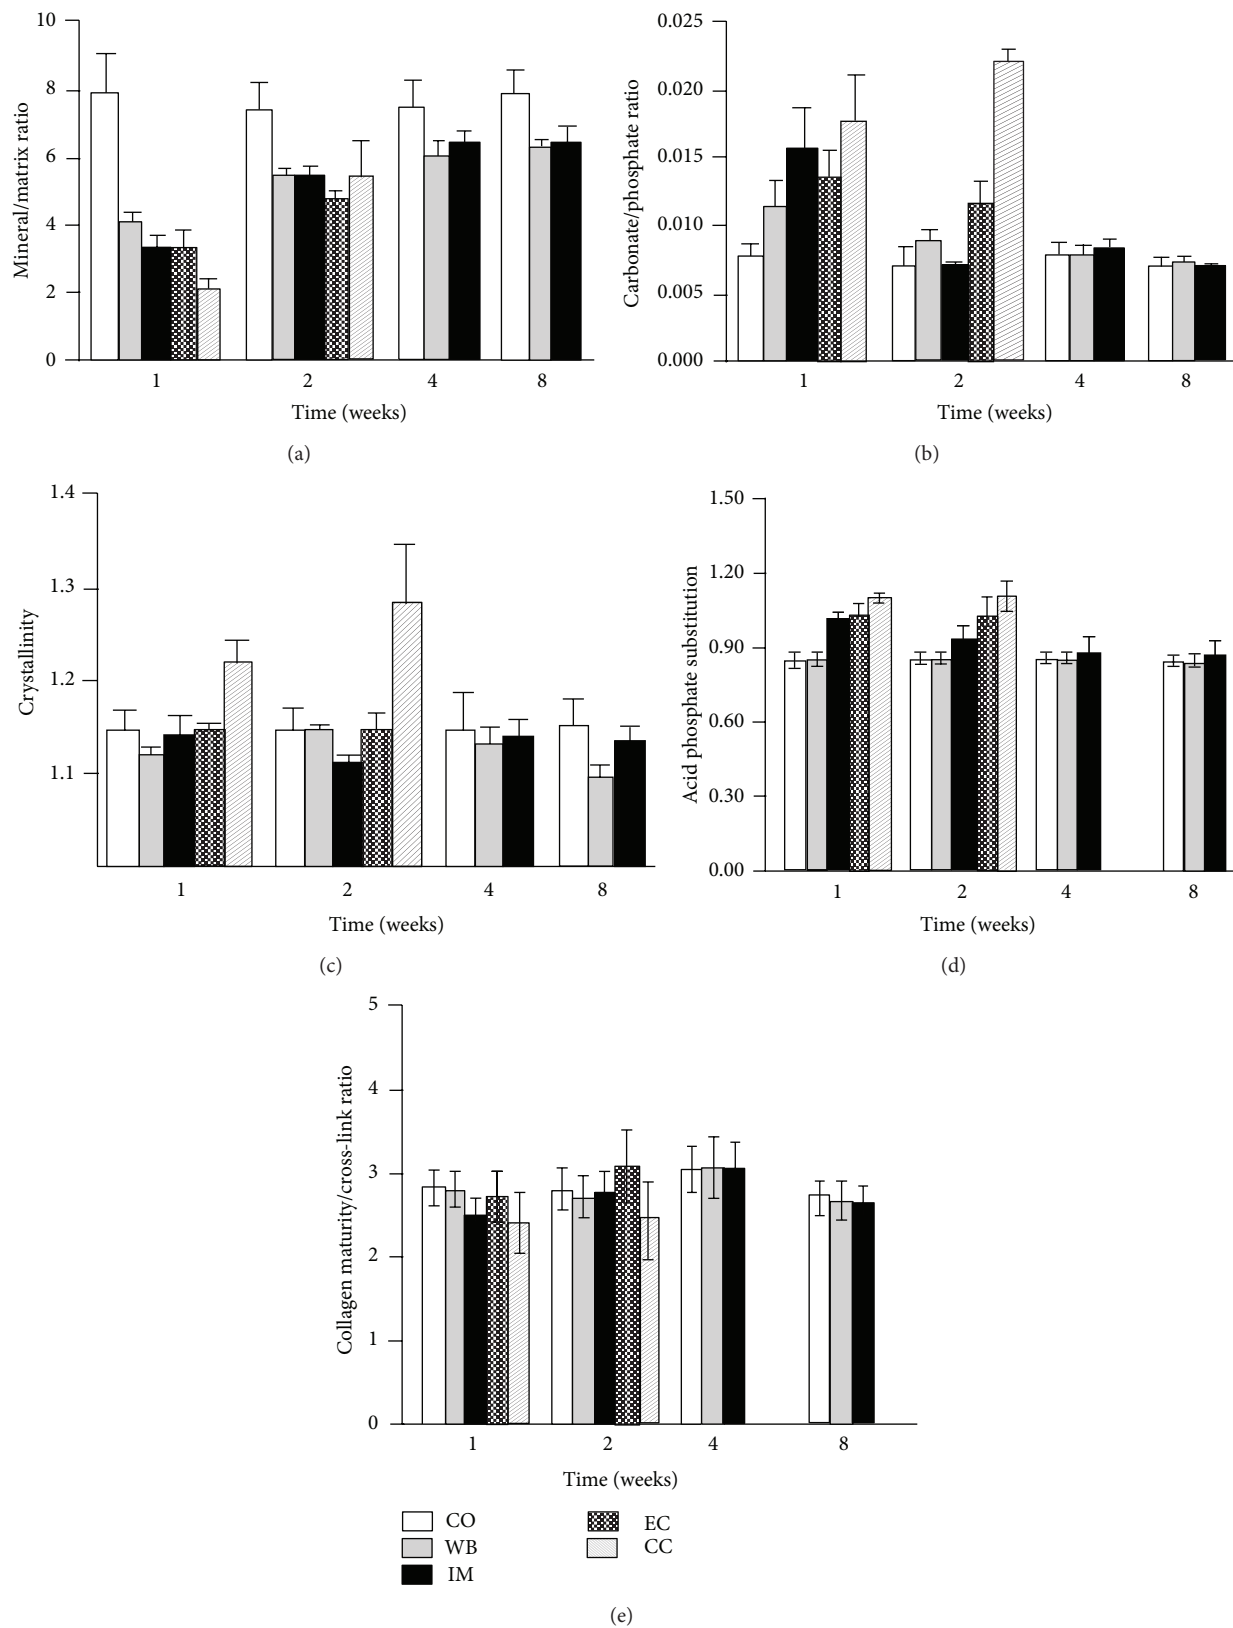 10
8
6
4
2
0
Mineral/matrix ratio
1 2 4 8
Time (weeks)
(a)
0.025
0.020
0.015
0.010
0.005
0.000
Carbonate/phosphate ratio
1 2 4 8
Time (weeks)
(b)
1.4
1.3
1.2
1.1
Crystallinity
1 2 4 8
Time (weeks)
(c)
1.50
1.20
0.90
0.60
0.30
0.00
Acid phosphate substitution
1 2 4 8
Time (weeks)
(d)
5
4
3
2
1
0
Collagen maturity/cross-link ratio
1 2 4 8
Time (weeks)
CO
WB
IM
EC
CC
(e)